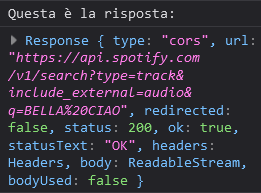 Questa è la risposta:
▶ Response { type: "cors", url:
"https://api.spotify.com
/v1/search?type=track&
include_external=audio&
q=BELLA%20CIAO", redirected:
false, status: 200, ok: true,
statusText: "OK", headers:
Headers, body: ReadableStream,
bodyUsed: false }